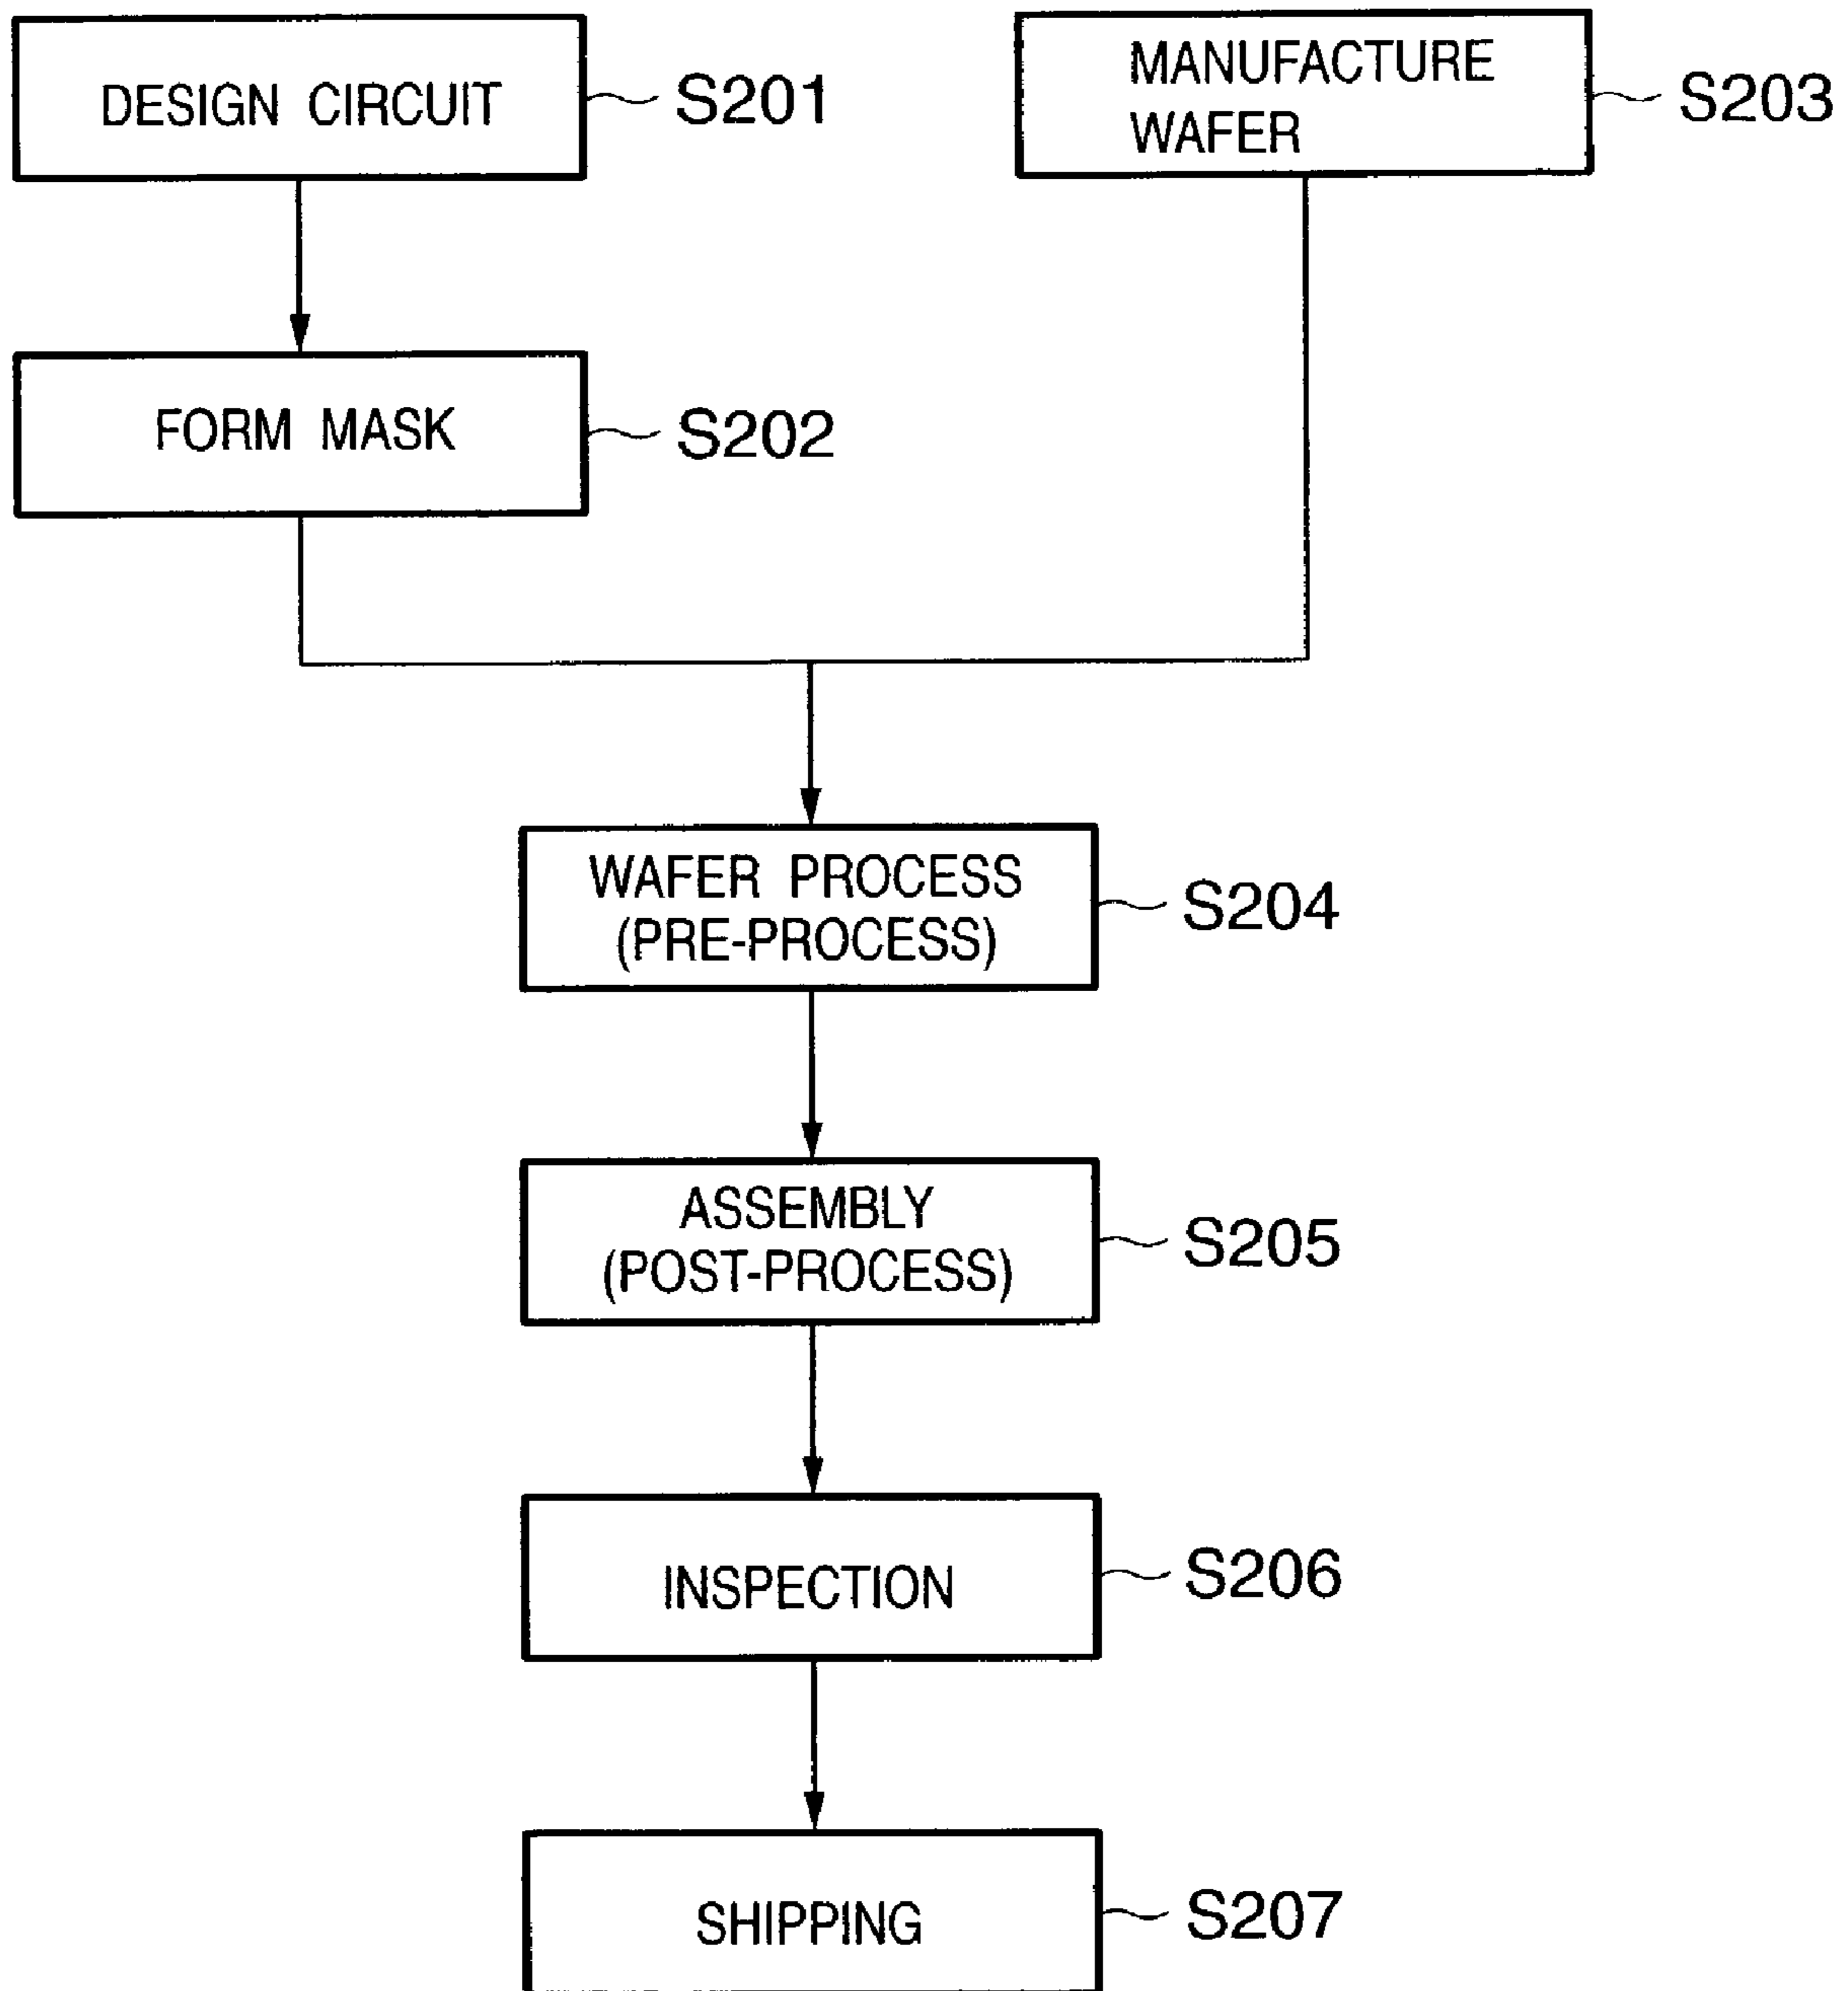 DESIGN CIRCUIT
S201
MANUFACTURE
WAFER
S203
FORM MASK
S202
WAFER PROCESS
(PRE-PROCESS)
S204
ASSEMBLY
(POST-PROCESS)
S205
INSPECTION
S206
SHIPPING
S207